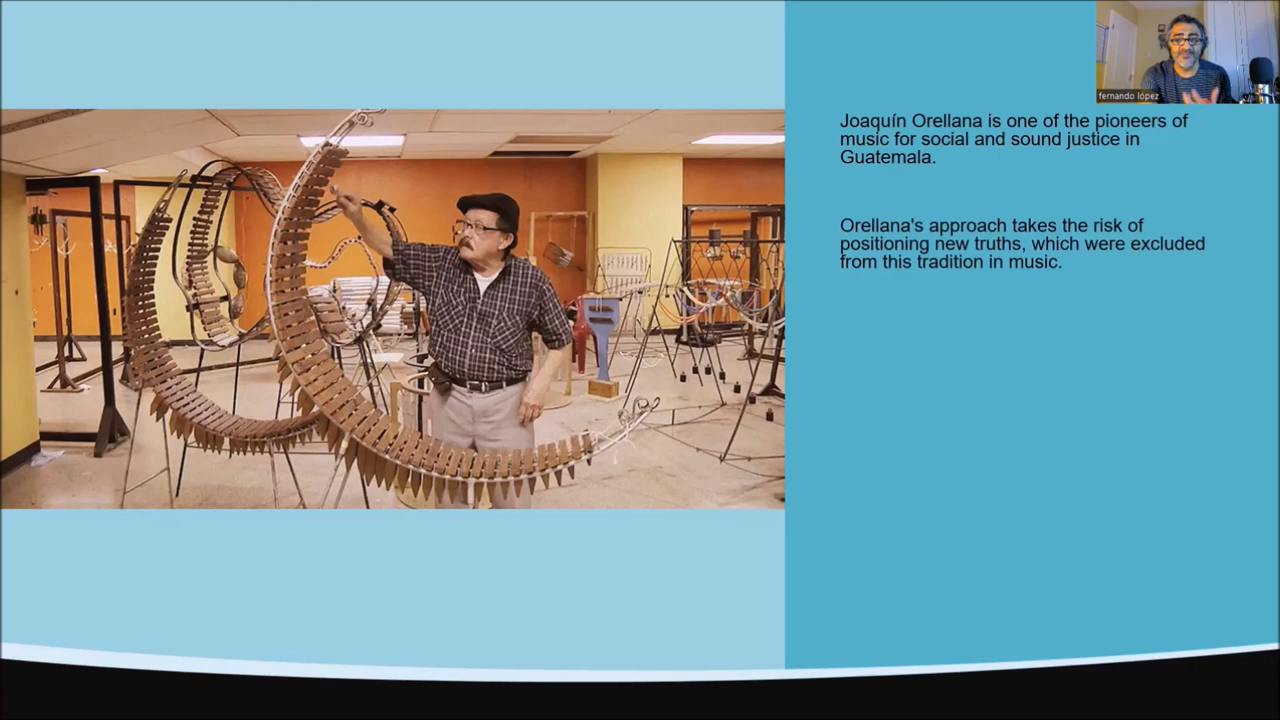 fernando lópez
Joaquín Orellana is one of the pioneers of
music for social and sound justice in
Guatemala.
Orellana's approach takes the risk of
positioning new truths, which were excluded
from this tradition in music.